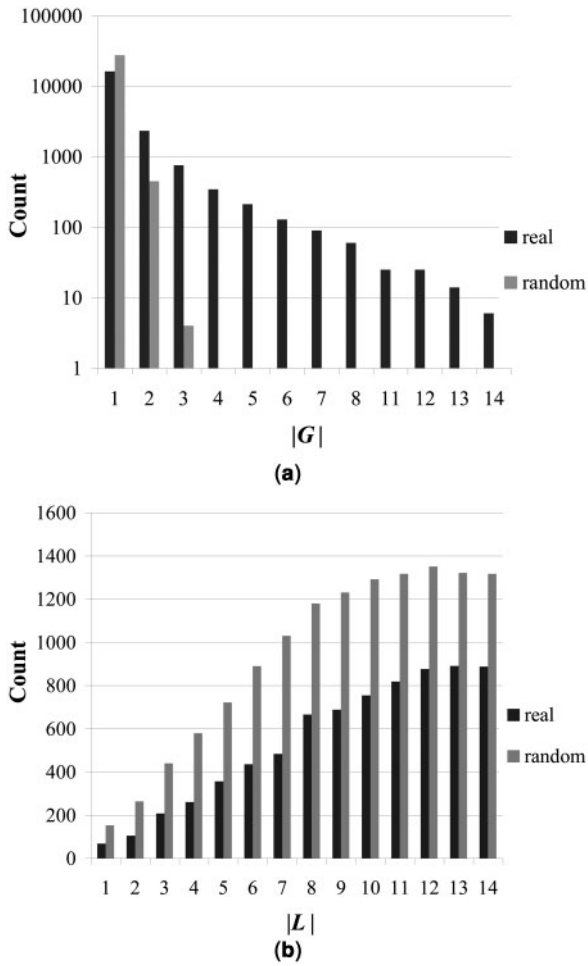 100000
10000
1000
100
10
1
Count
1 2 3 4 5 6 7 8 11 12 13 14
|G|
real
random
(a)
1600
1400
1200
1000
800
600
400
200
0
Count
1 2 3 4 5 6 7 8 9 10 11 12 13 14
|L|
real
random
(b)